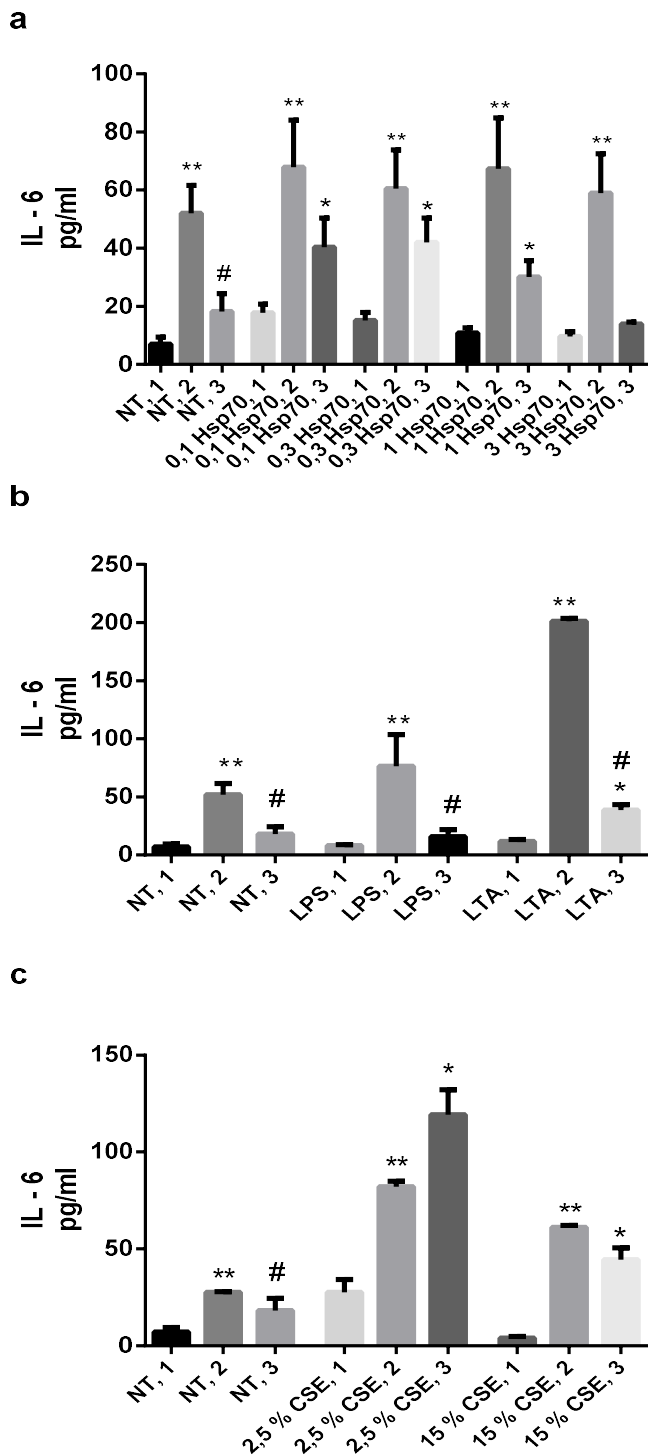 a
IL - 6
pg/ml
100
80
60
40
20
0
**
#
**
*
**
*
**
*
**
NT, 1
NT, 2
NT, 3
0,1 Hsp70, 1
0,1 Hsp70, 2
0,1 Hsp70, 3
0,3 Hsp70, 1
0,3 Hsp70, 2
0,3 Hsp70, 3
1 Hsp70, 1
1 Hsp70, 2
1 Hsp70, 3
3 Hsp70, 1
3 Hsp70, 2
3 Hsp70, 3
b
IL - 6
pg/ml
250
200
150
100
50
0
**
#
**
#
**
#
*
NT, 1
NT, 2
NT, 3
LPS, 1
LPS, 2
LPS, 3
LTA, 1
LTA, 2
LTA, 3
c
IL - 6
pg/ml
150
100
50
0
**
#
**
*
**
*
NT, 1
NT, 2
NT, 3
2,5 % CSE, 1
2,5 % CSE, 2
2,5 % CSE, 3
15 % CSE, 1
15 % CSE, 2
15 % CSE, 3